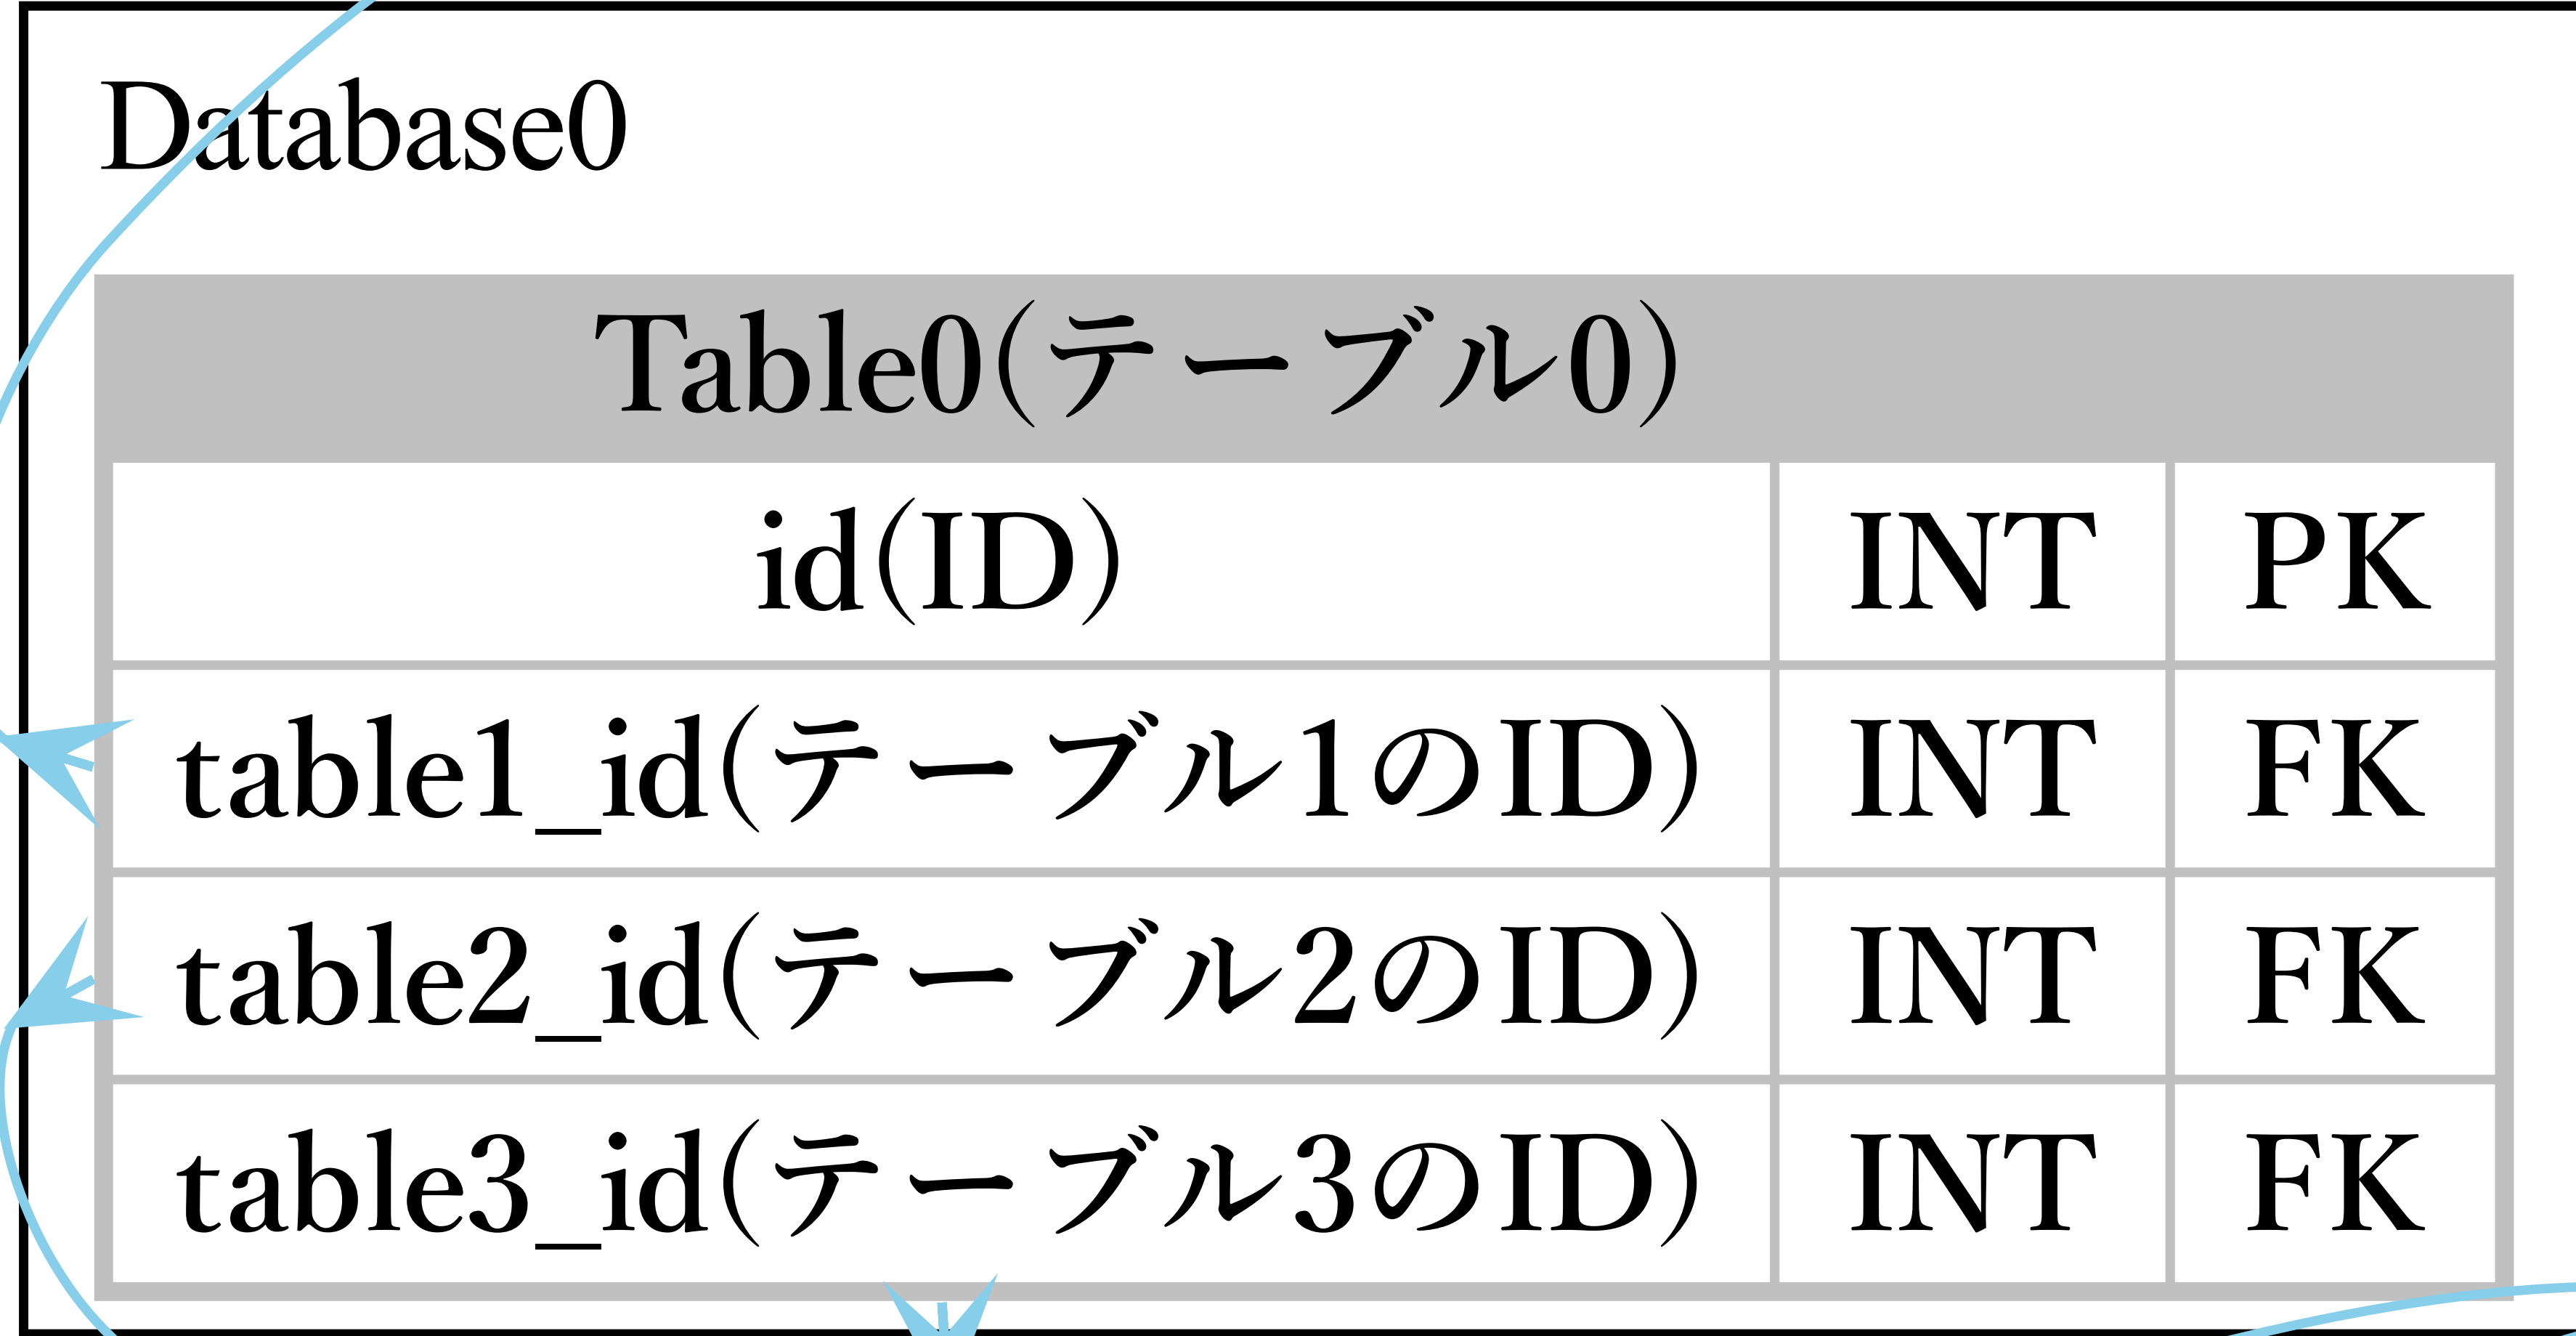 Database0
Table0(テーブル0)
id(ID) INT PK
table1_id(テーブル1のID) INT FK
table2_id(テーブル2のID) INT FK
table3_id(テーブル3のID) INT FK